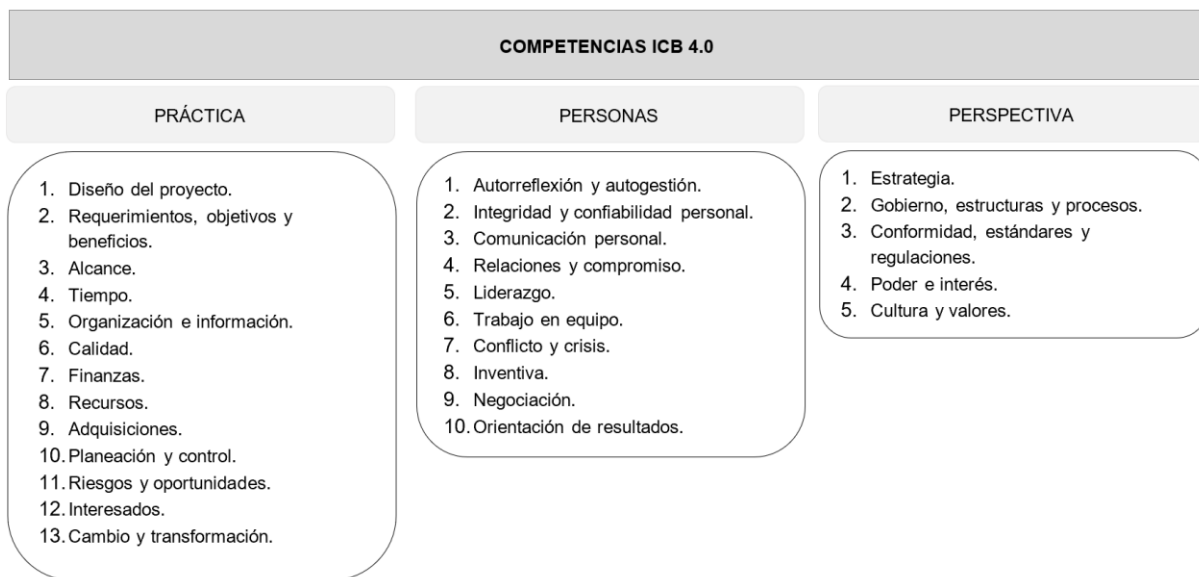 COMPETENCIAS ICB 4.0
PRÁCTICA
1. Diseño del proyecto.
2. Requerimientos, objetivos y
beneficios.
3. Alcance.
4. Tiempo.
5. Organización e información.
6. Calidad.
7. Finanzas.
8. Recursos.
9. Adquisiciones.
10. Planeación y control.
11. Riesgos y oportunidades.
12. Interesados.
13. Cambio y transformación.
PERSONAS
1. Autorreflexión y autogestión.
2. Integridad y confiabilidad personal.
3. Comunicación personal.
4. Relaciones y compromiso.
5. Liderazgo.
6. Trabajo en equipo.
7. Conflicto y crisis.
8. Inventiva.
9. Negociación.
10. Orientación de resultados.
PERSPECTIVA
1. Estrategia.
2. Gobierno, estructuras y procesos.
3. Conformidad, estándares y
regulaciones.
4. Poder e interés.
5. Cultura y valores.